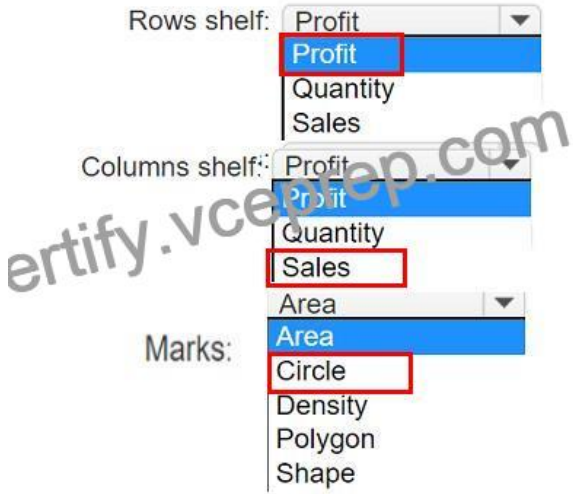 Rows shelf: Profit
Profit
Quantity
Sales
Columns shelf: Profit
Profit
Quantity
Sales
Area
Marks:
Area
Circle
Density
Polygon
Shape
ertify.vceprep.com